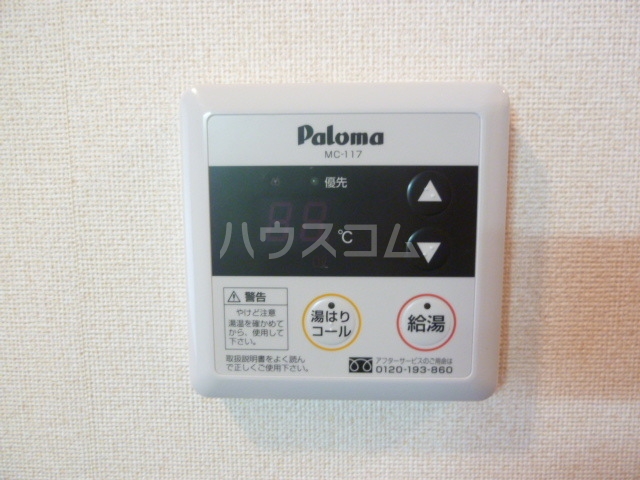 Paloma
MC-117
優先
℃
ハウスコム
警告
やけど注意
湯温を確かめて
から、使用して
下さい。
取扱説明書をよく読ん
で正しくご使用下さい。
湯はり
コール
給湯
アフターサービスのご用命は
0120-193-860